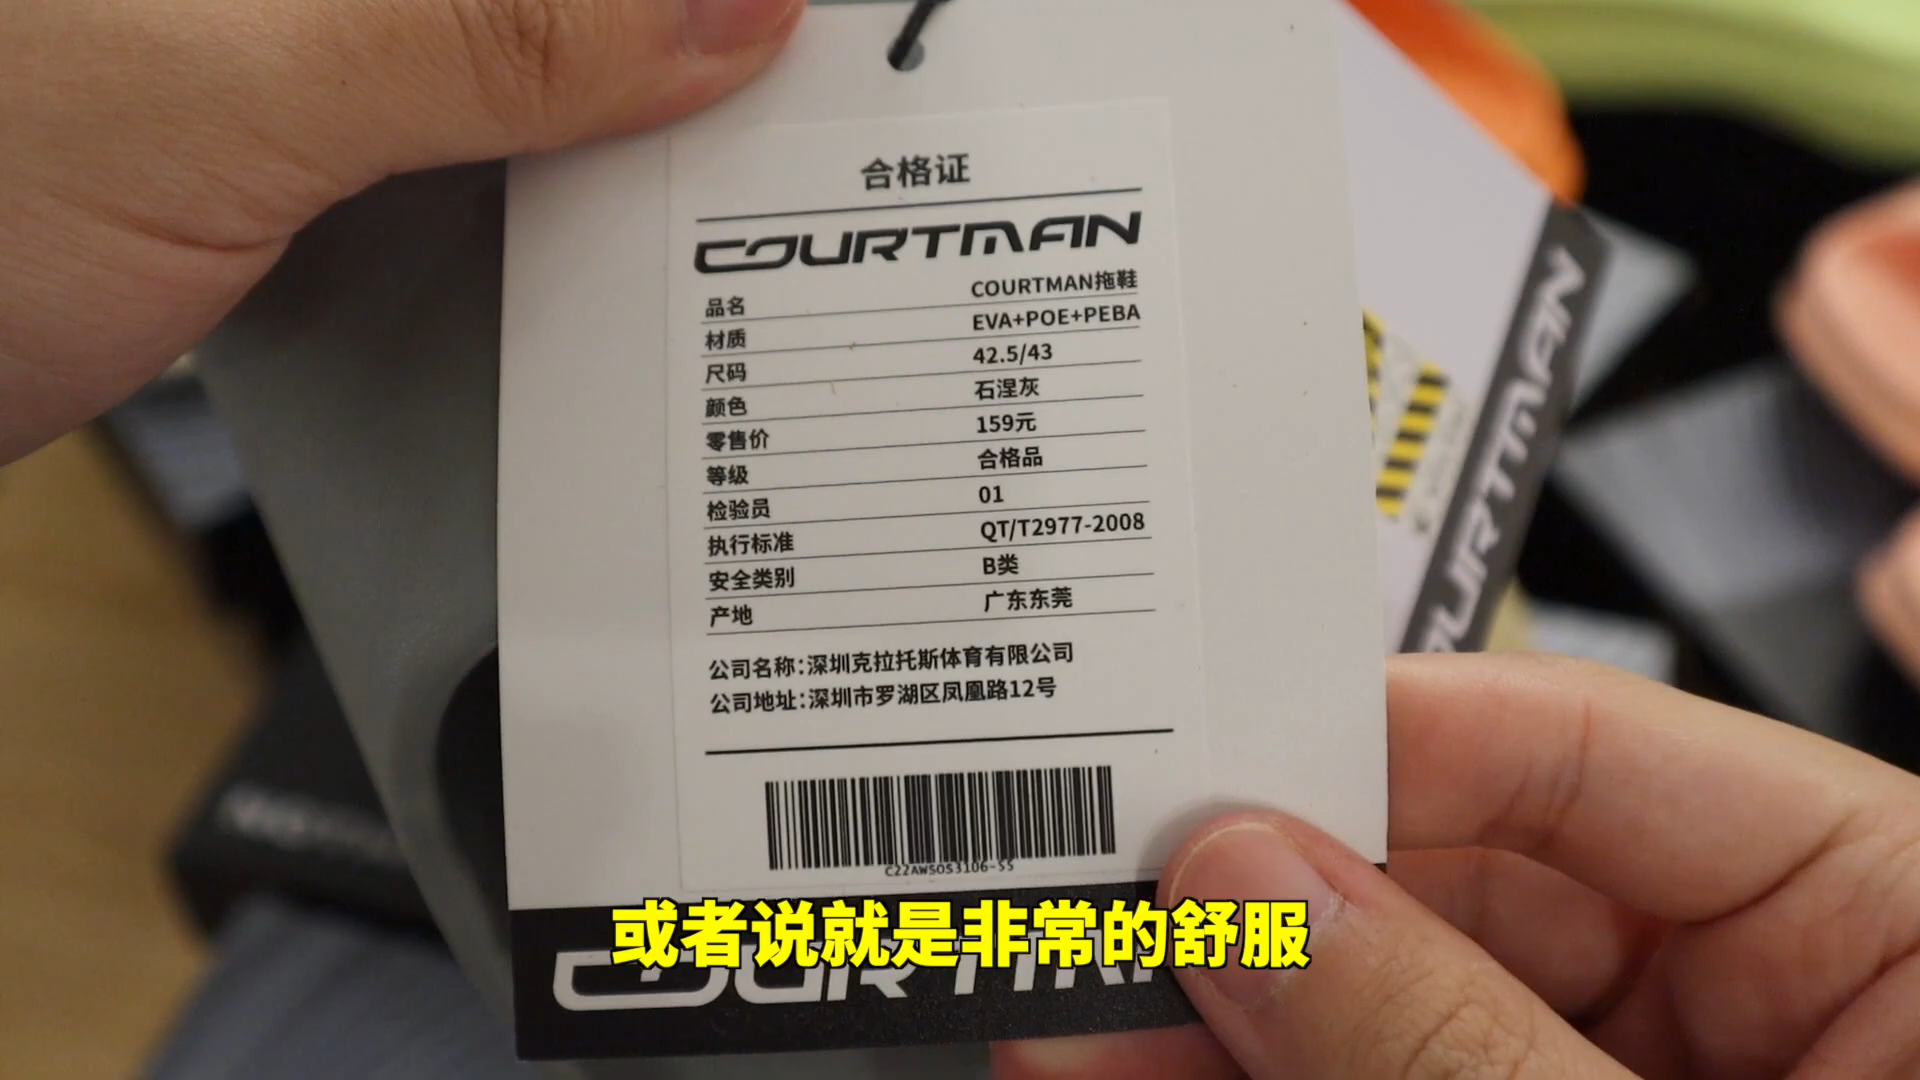 合格证
COURTMAN
品名 COURTMAN拖鞋
材质 EVA+POE+PEBA
尺码 42.5/43
颜色 石涅灰
零售价 159元
等级 合格品
检验员 01
执行标准 QT/T2977-2008
安全类别 B类
产地 广东东莞
公司名称:深圳克拉托斯体育有限公司
公司地址:深圳市罗湖区凤凰路12号
C22AWSOS3106-S5
COURTMAN
或者说就是非常的舒服
COURTMAN